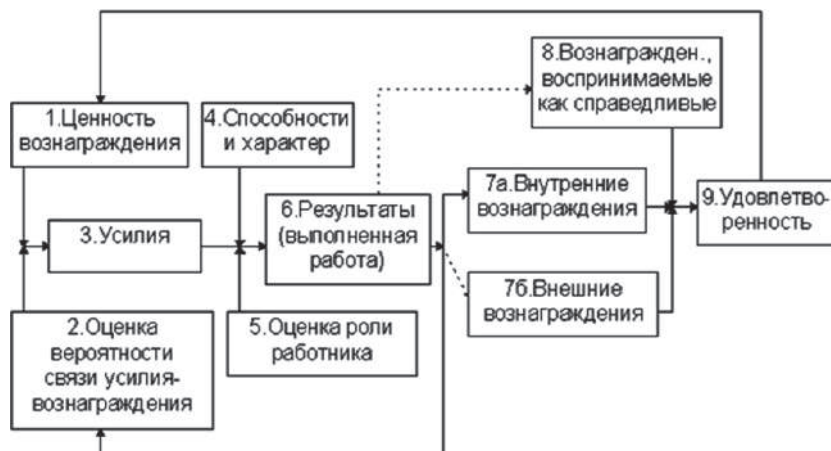 1.Ценность
вознаграждения
2.Оценка
вероятности
связи усилия-
вознаграждения
3.Усилия
4.Способности
и характер
5.Оценка роли
работника
6.Результаты
(выполненная
работа)
7а.Внутренние
вознаграждения
7б.Внешние
вознаграждения
8.Вознагражден.,
воспринимаемые
как справедливые
9.Удовлетво-
ренность